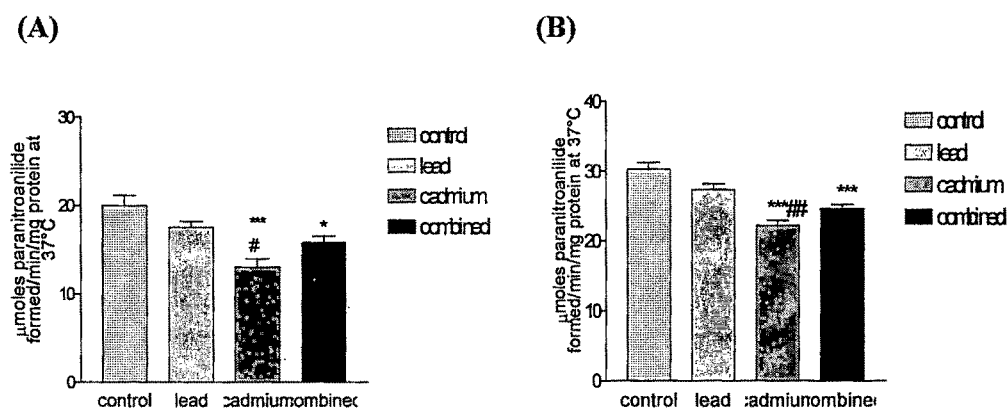 (A)
(B)
µmoles paranitroanilide
formed/min/mg protein at
37°C
30
20
10
0
***
#
*
control
lead
cadmium
combined
control
lead
cadmium
combined
µmoles paranitroanilide
formed/min/mg protein at 37°C
40
30
20
10
0
***##
***
control
lead
cadmium
combined
control
lead
cadmium
ombined